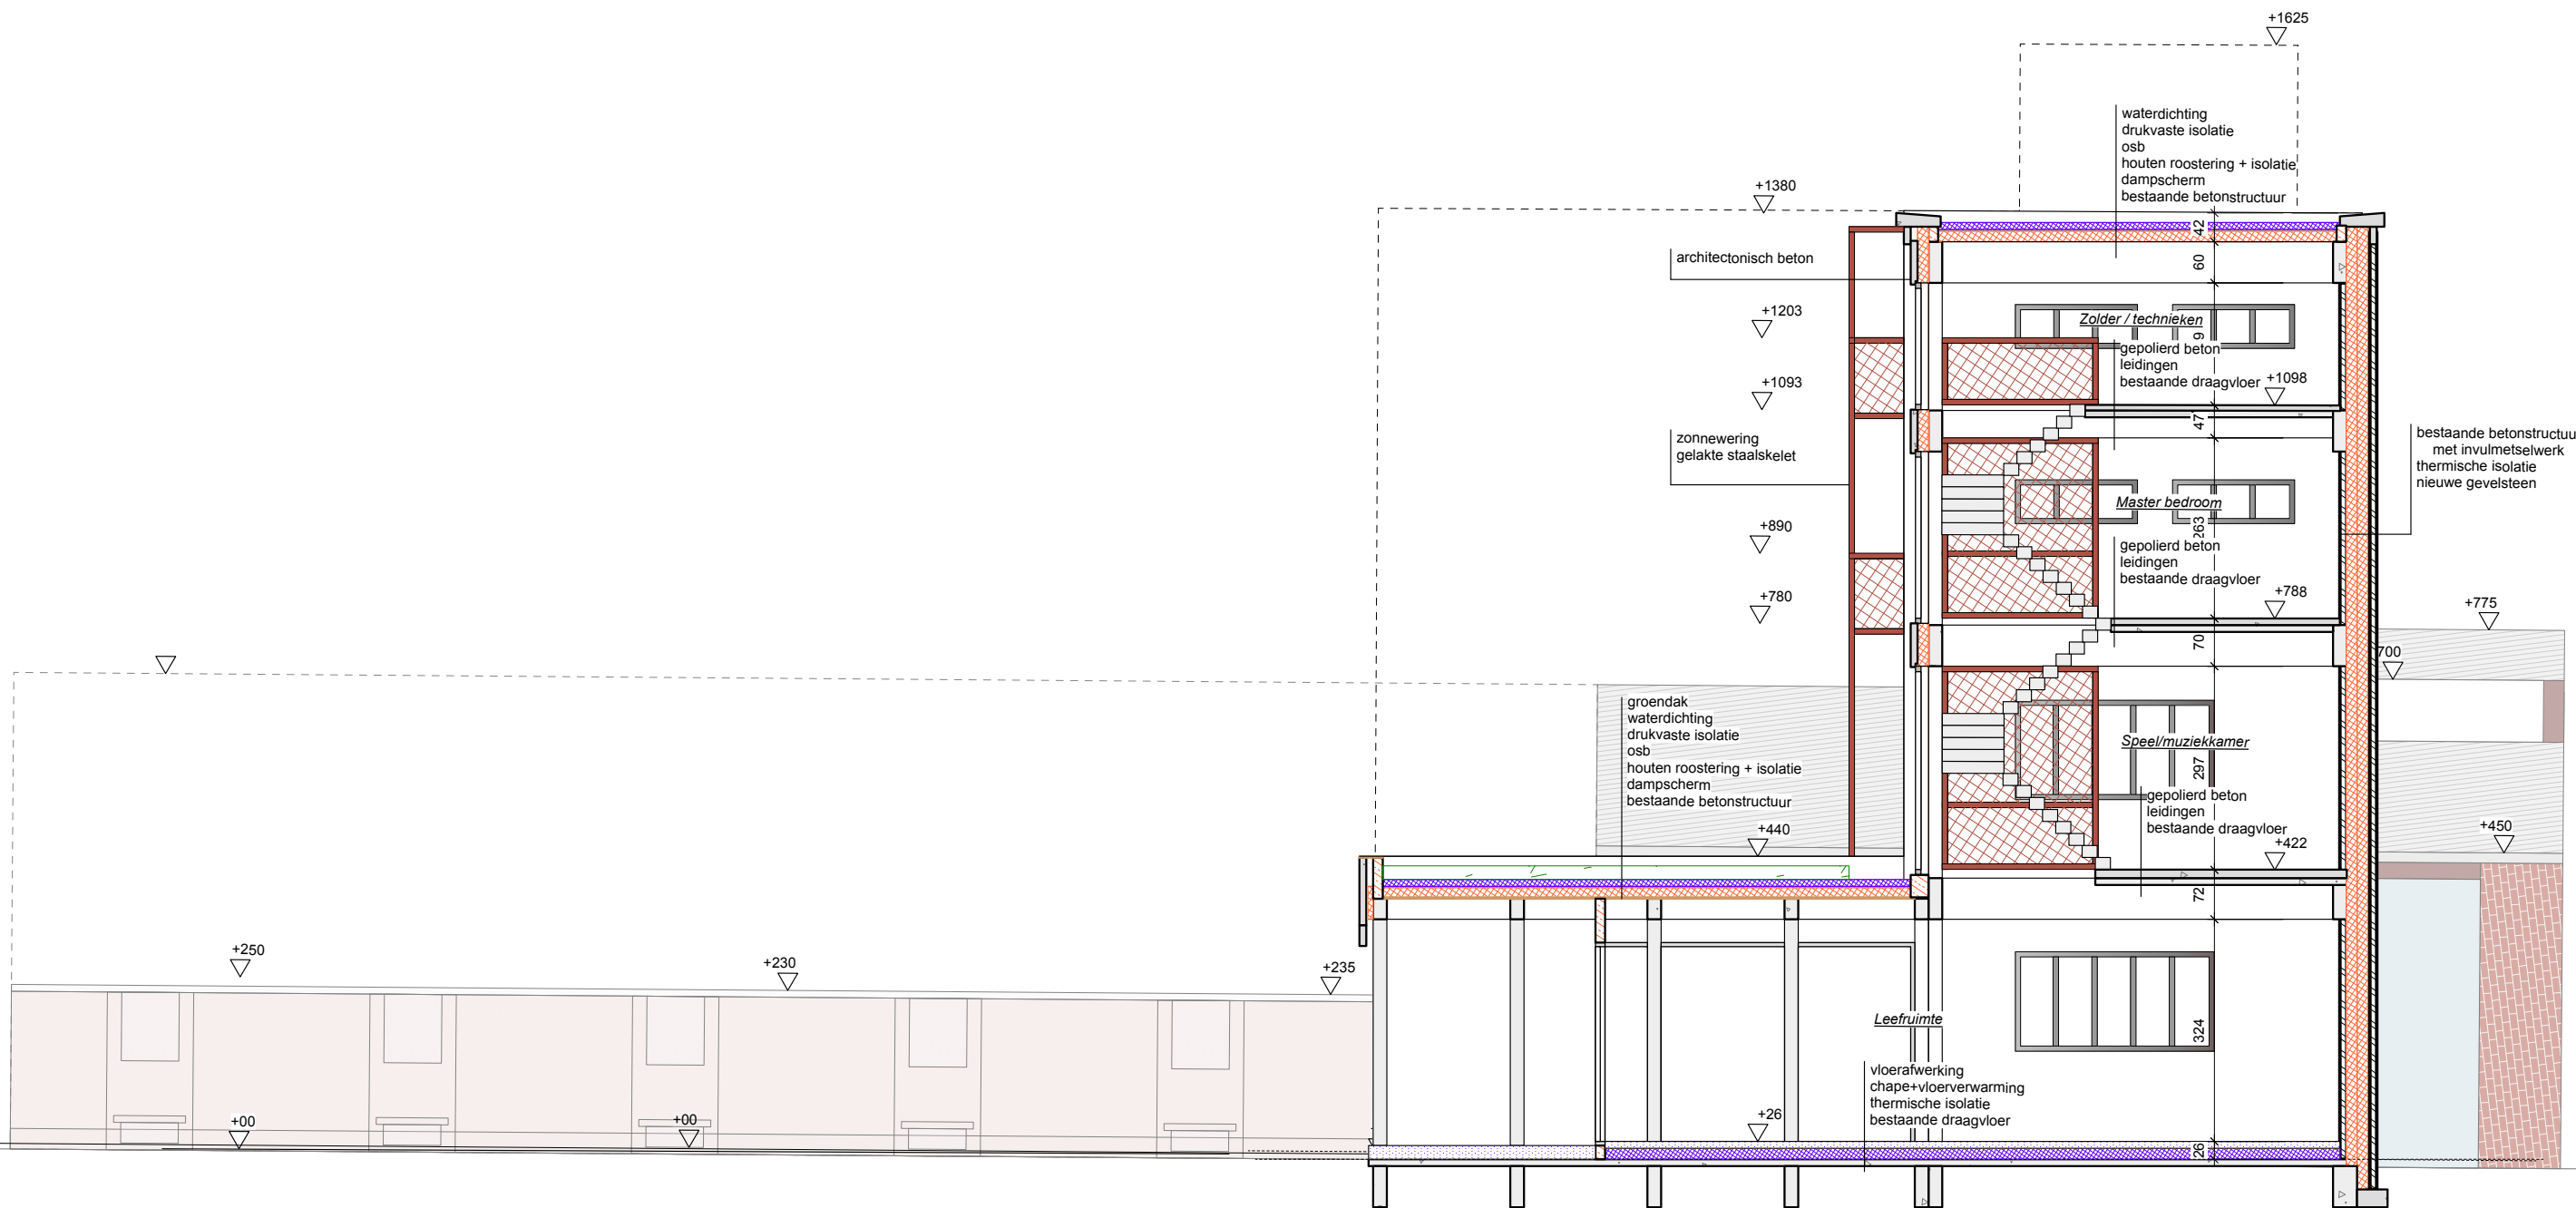 +1625
waterdichting
drukvaste isolatie
osb
houten roostering + isolatie
dampscherm
bestaande betonstructuur
+1380
42
architectonisch beton
60
+1203
Zolder / technieken
gepolierd beton
leidingen
bestaande draagvloer
+1093
+1098
47
zonnewering
gelakte staalskelet
bestaande betonstructuu
met invulmetselwerk
thermische isolatie
nieuwe gevelsteen
Master bedroom
263
+890
gepolierd beton
leidingen
bestaande draagvloer
+780
+788
+775
70
700
groendak
waterdichting
drukvaste isolatie
osb
houten roostering + isolatie
dampscherm
bestaande betonstructuur
Speel/muziekkamer
297
gepolierd beton
leidingen
bestaande draagvloer
+440
+422
+450
72
+250
+230
+235
Leefruimte
324
vloerafwerking
chape+vloerverwarming
thermische isolatie
bestaande draagvloer
+00
+00
+26
26